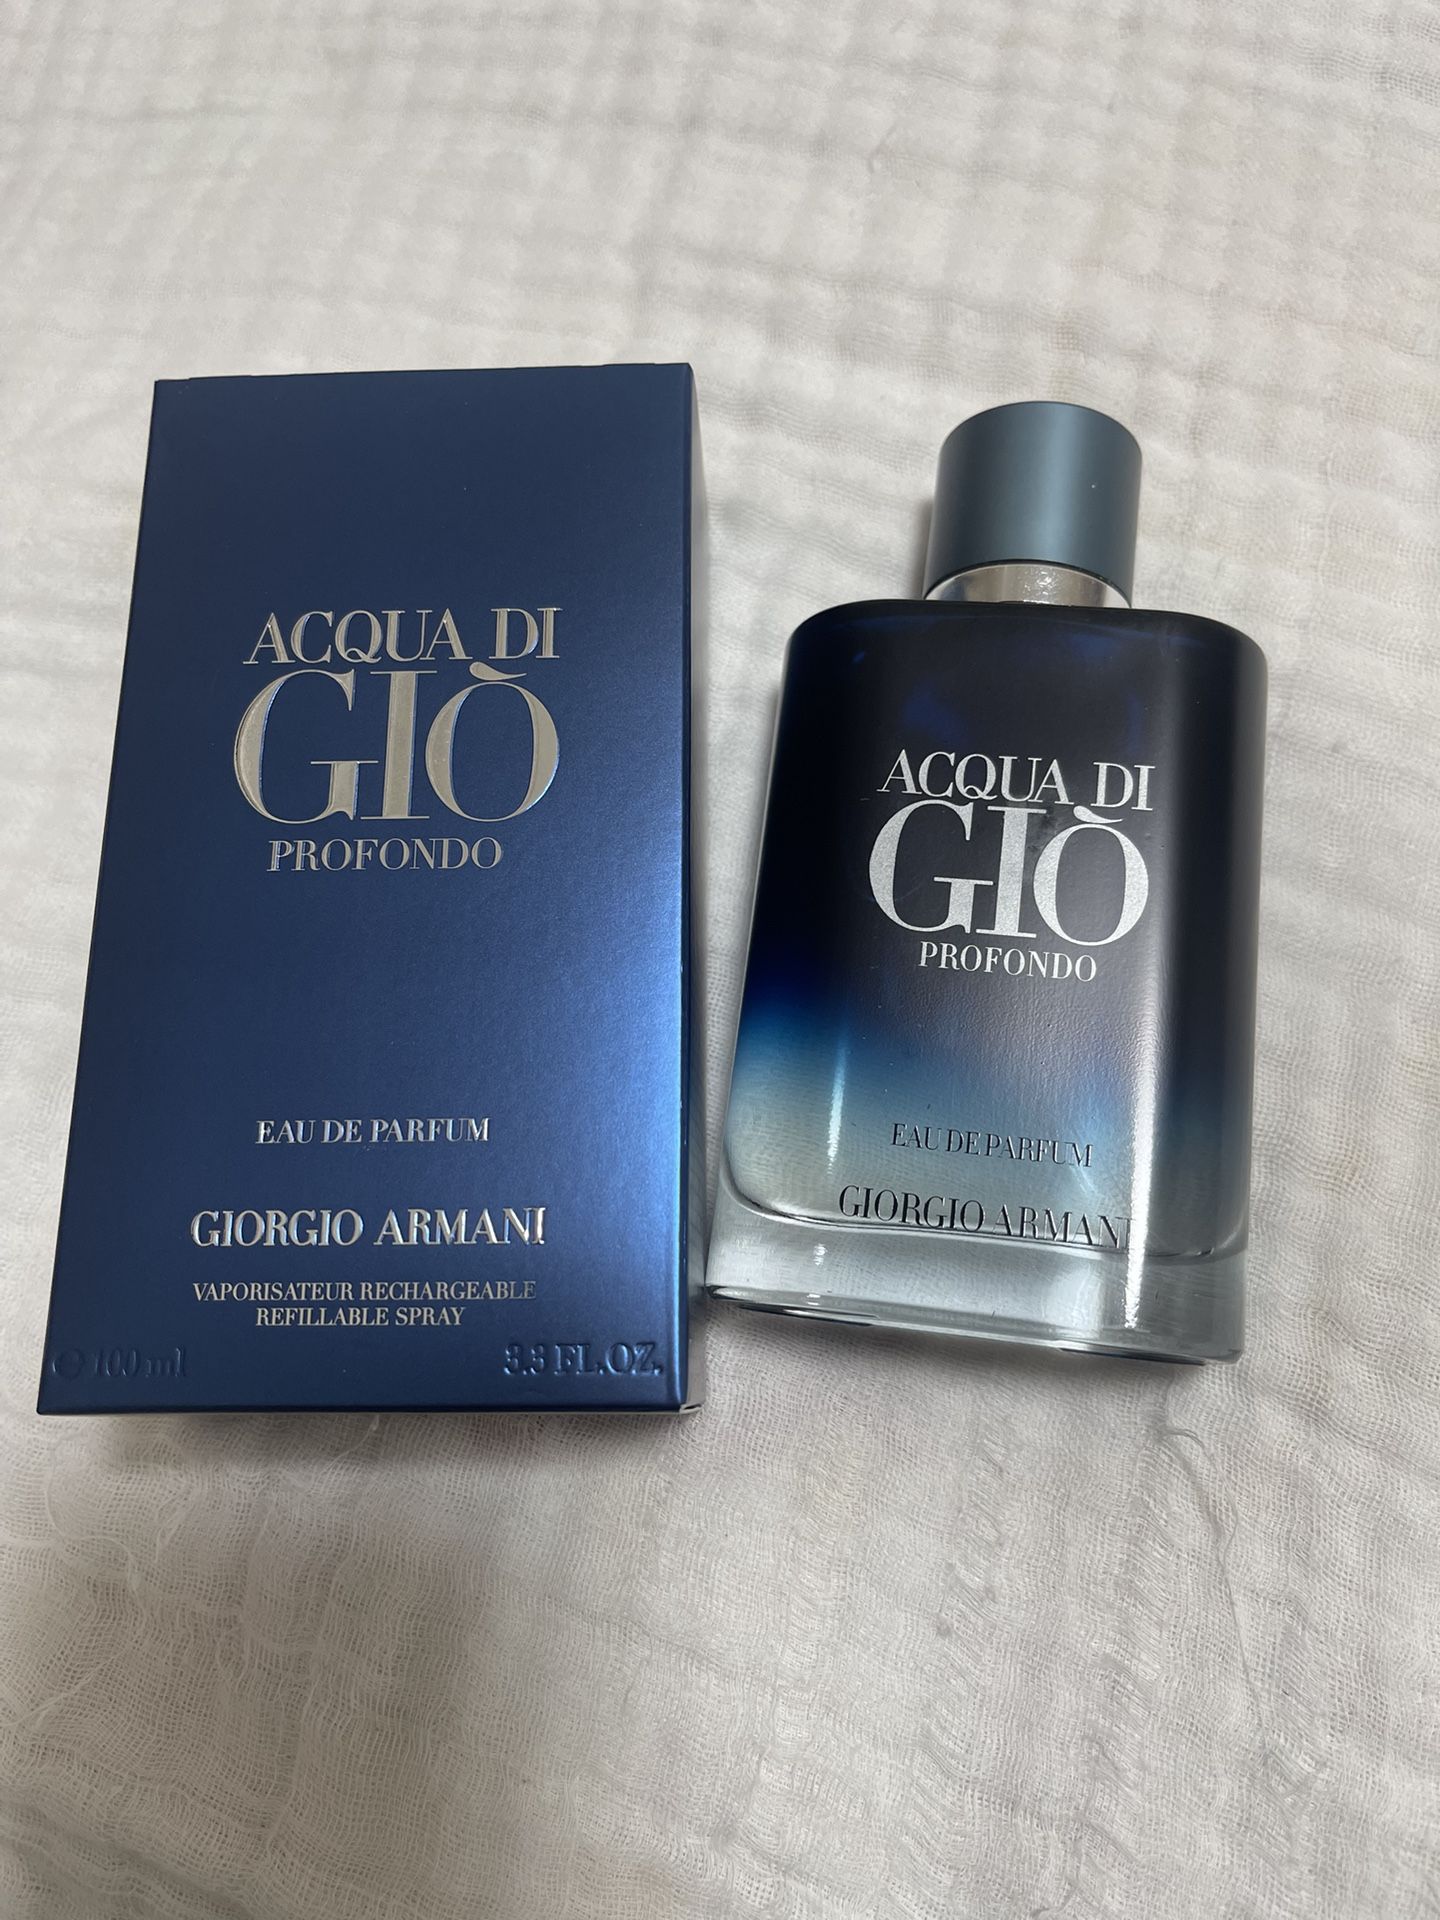 ACQUA DI
GIÒ
PROFONDO
EAU DE PARFUM
GIORGIO ARMANI
VAPORISATEUR RECHARGEABLE
REFILLABLE SPRAY
℮ 100 ml 3.3 FL.OZ.
ACQUA DI
GIÒ
PROFONDO
EAU DE PARFUM
GIORGIO ARMANI